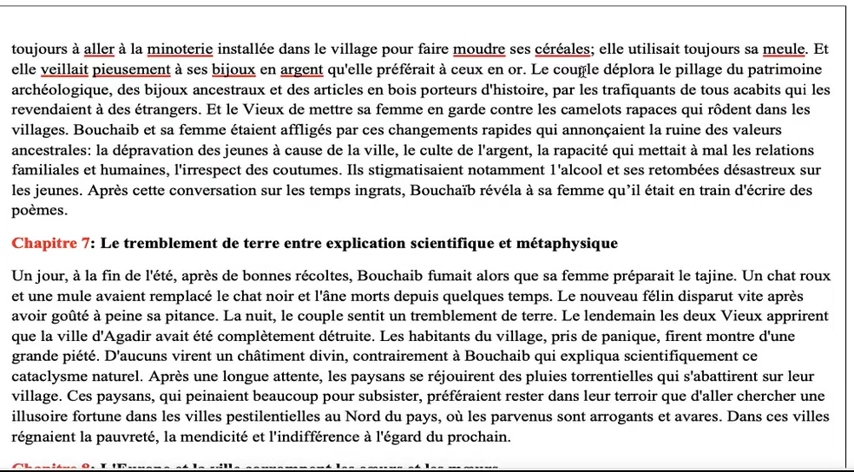 toujours à aller à la minoterie installée dans le village pour faire moudre ses céréales; elle utilisait toujours sa meule. Et
elle veillait pieusement à ses bijoux en argent qu'elle préférait à ceux en or. Le couple déplora le pillage du patrimoine
archéologique, des bijoux ancestraux et des articles en bois porteurs d'histoire, par les trafiquants de tous acabits qui les
revendaient à des étrangers. Et le Vieux de mettre sa femme en garde contre les camelots rapaces qui rôdent dans les
villages. Bouchaib et sa femme étaient affligés par ces changements rapides qui annonçaient la ruine des valeurs
ancestrales: la dépravation des jeunes à cause de la ville, le culte de l'argent, la rapacité qui mettait à mal les relations
familiales et humaines, l'irrespect des coutumes. Ils stigmatisaient notamment 1'alcool et ses retombées désastreux sur
les jeunes. Après cette conversation sur les temps ingrats, Bouchaïb révéla à sa femme qu’il était en train d'écrire des
poèmes.
Chapitre 7: Le tremblement de terre entre explication scientifique et métaphysique
Un jour, à la fin de l'été, après de bonnes récoltes, Bouchaib fumait alors que sa femme préparait le tajine. Un chat roux
et une mule avaient remplacé le chat noir et l'âne morts depuis quelques temps. Le nouveau félin disparut vite après
avoir goûté à peine sa pitance. La nuit, le couple sentit un tremblement de terre. Le lendemain les deux Vieux apprirent
que la ville d'Agadir avait été complètement détruite. Les habitants du village, pris de panique, firent montre d'une
grande piété. D'aucuns virent un châtiment divin, contrairement à Bouchaib qui expliqua scientifiquement ce
cataclysme naturel. Après une longue attente, les paysans se réjouirent des pluies torrentielles qui s'abattirent sur leur
village. Ces paysans, qui peinaient beaucoup pour subsister, préféraient rester dans leur terroir que d'aller chercher une
illusoire fortune dans les villes pestilentielles au Nord du pays, où les parvenus sont arrogants et avares. Dans ces villes
régnaient la pauvreté, la mendicité et l'indifférence à l'égard du prochain.
Chapitre 8: L'Europe et la ville corrompent les cœurs et les mœurs